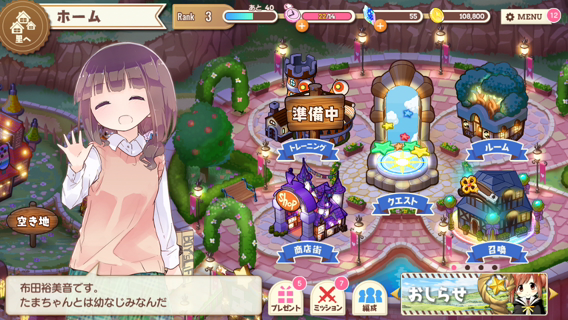 ホーム
里へ
Rank 3
あと 40
22/14
55
108,800
MENU
12
準備中
トレーニング
ルーム
クエスト
SHOP
商店街
召喚
空き地
布田裕美音です。
たまちゃんとは幼なじみなんだ
5
プレゼント
7
ミッション
編成
おしらせ